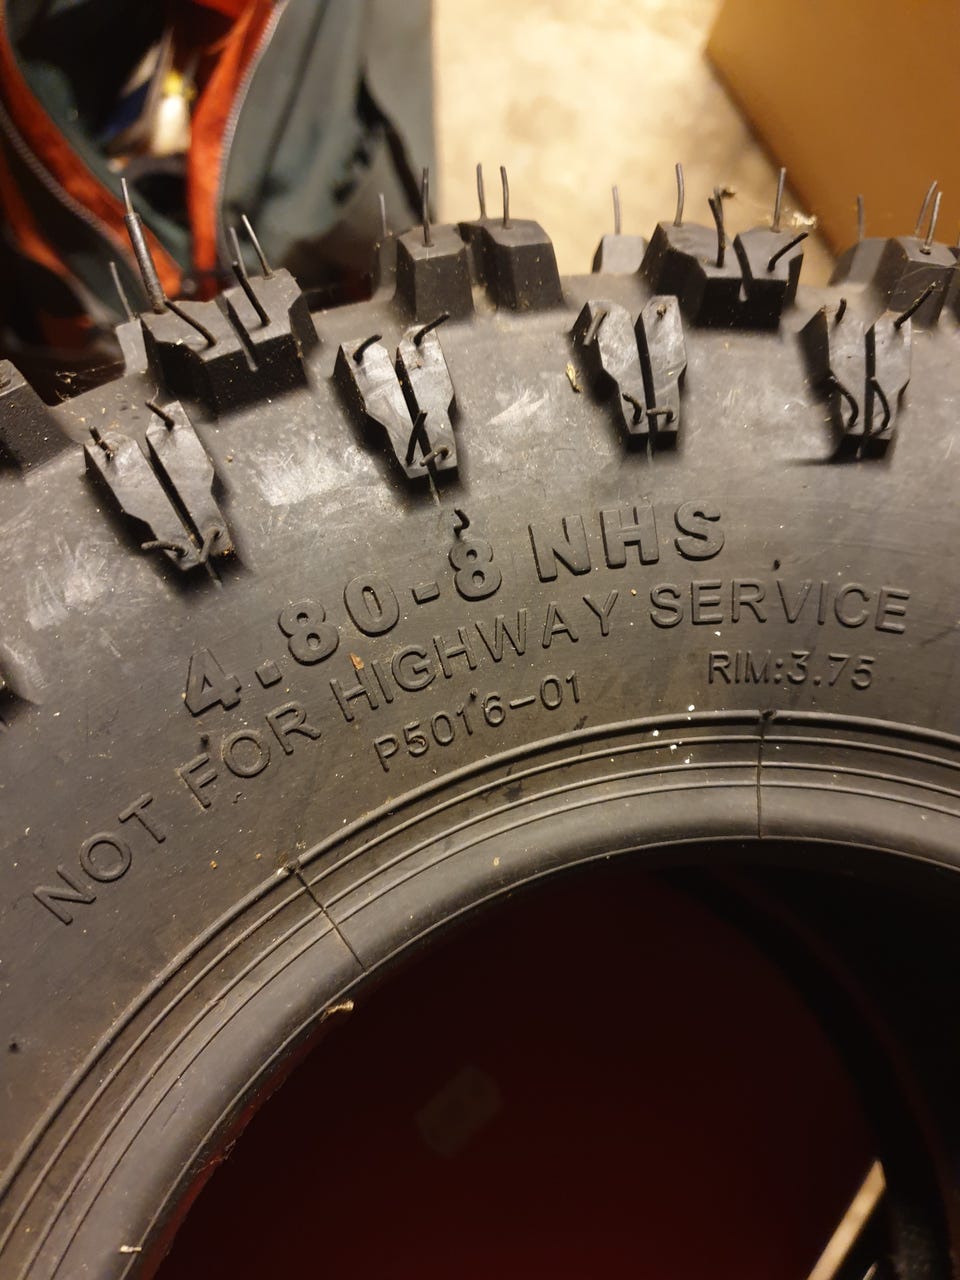 4.80-8 NHS
NOT FOR HIGHWAY SERVICE
P5016-01
RIM:3.75